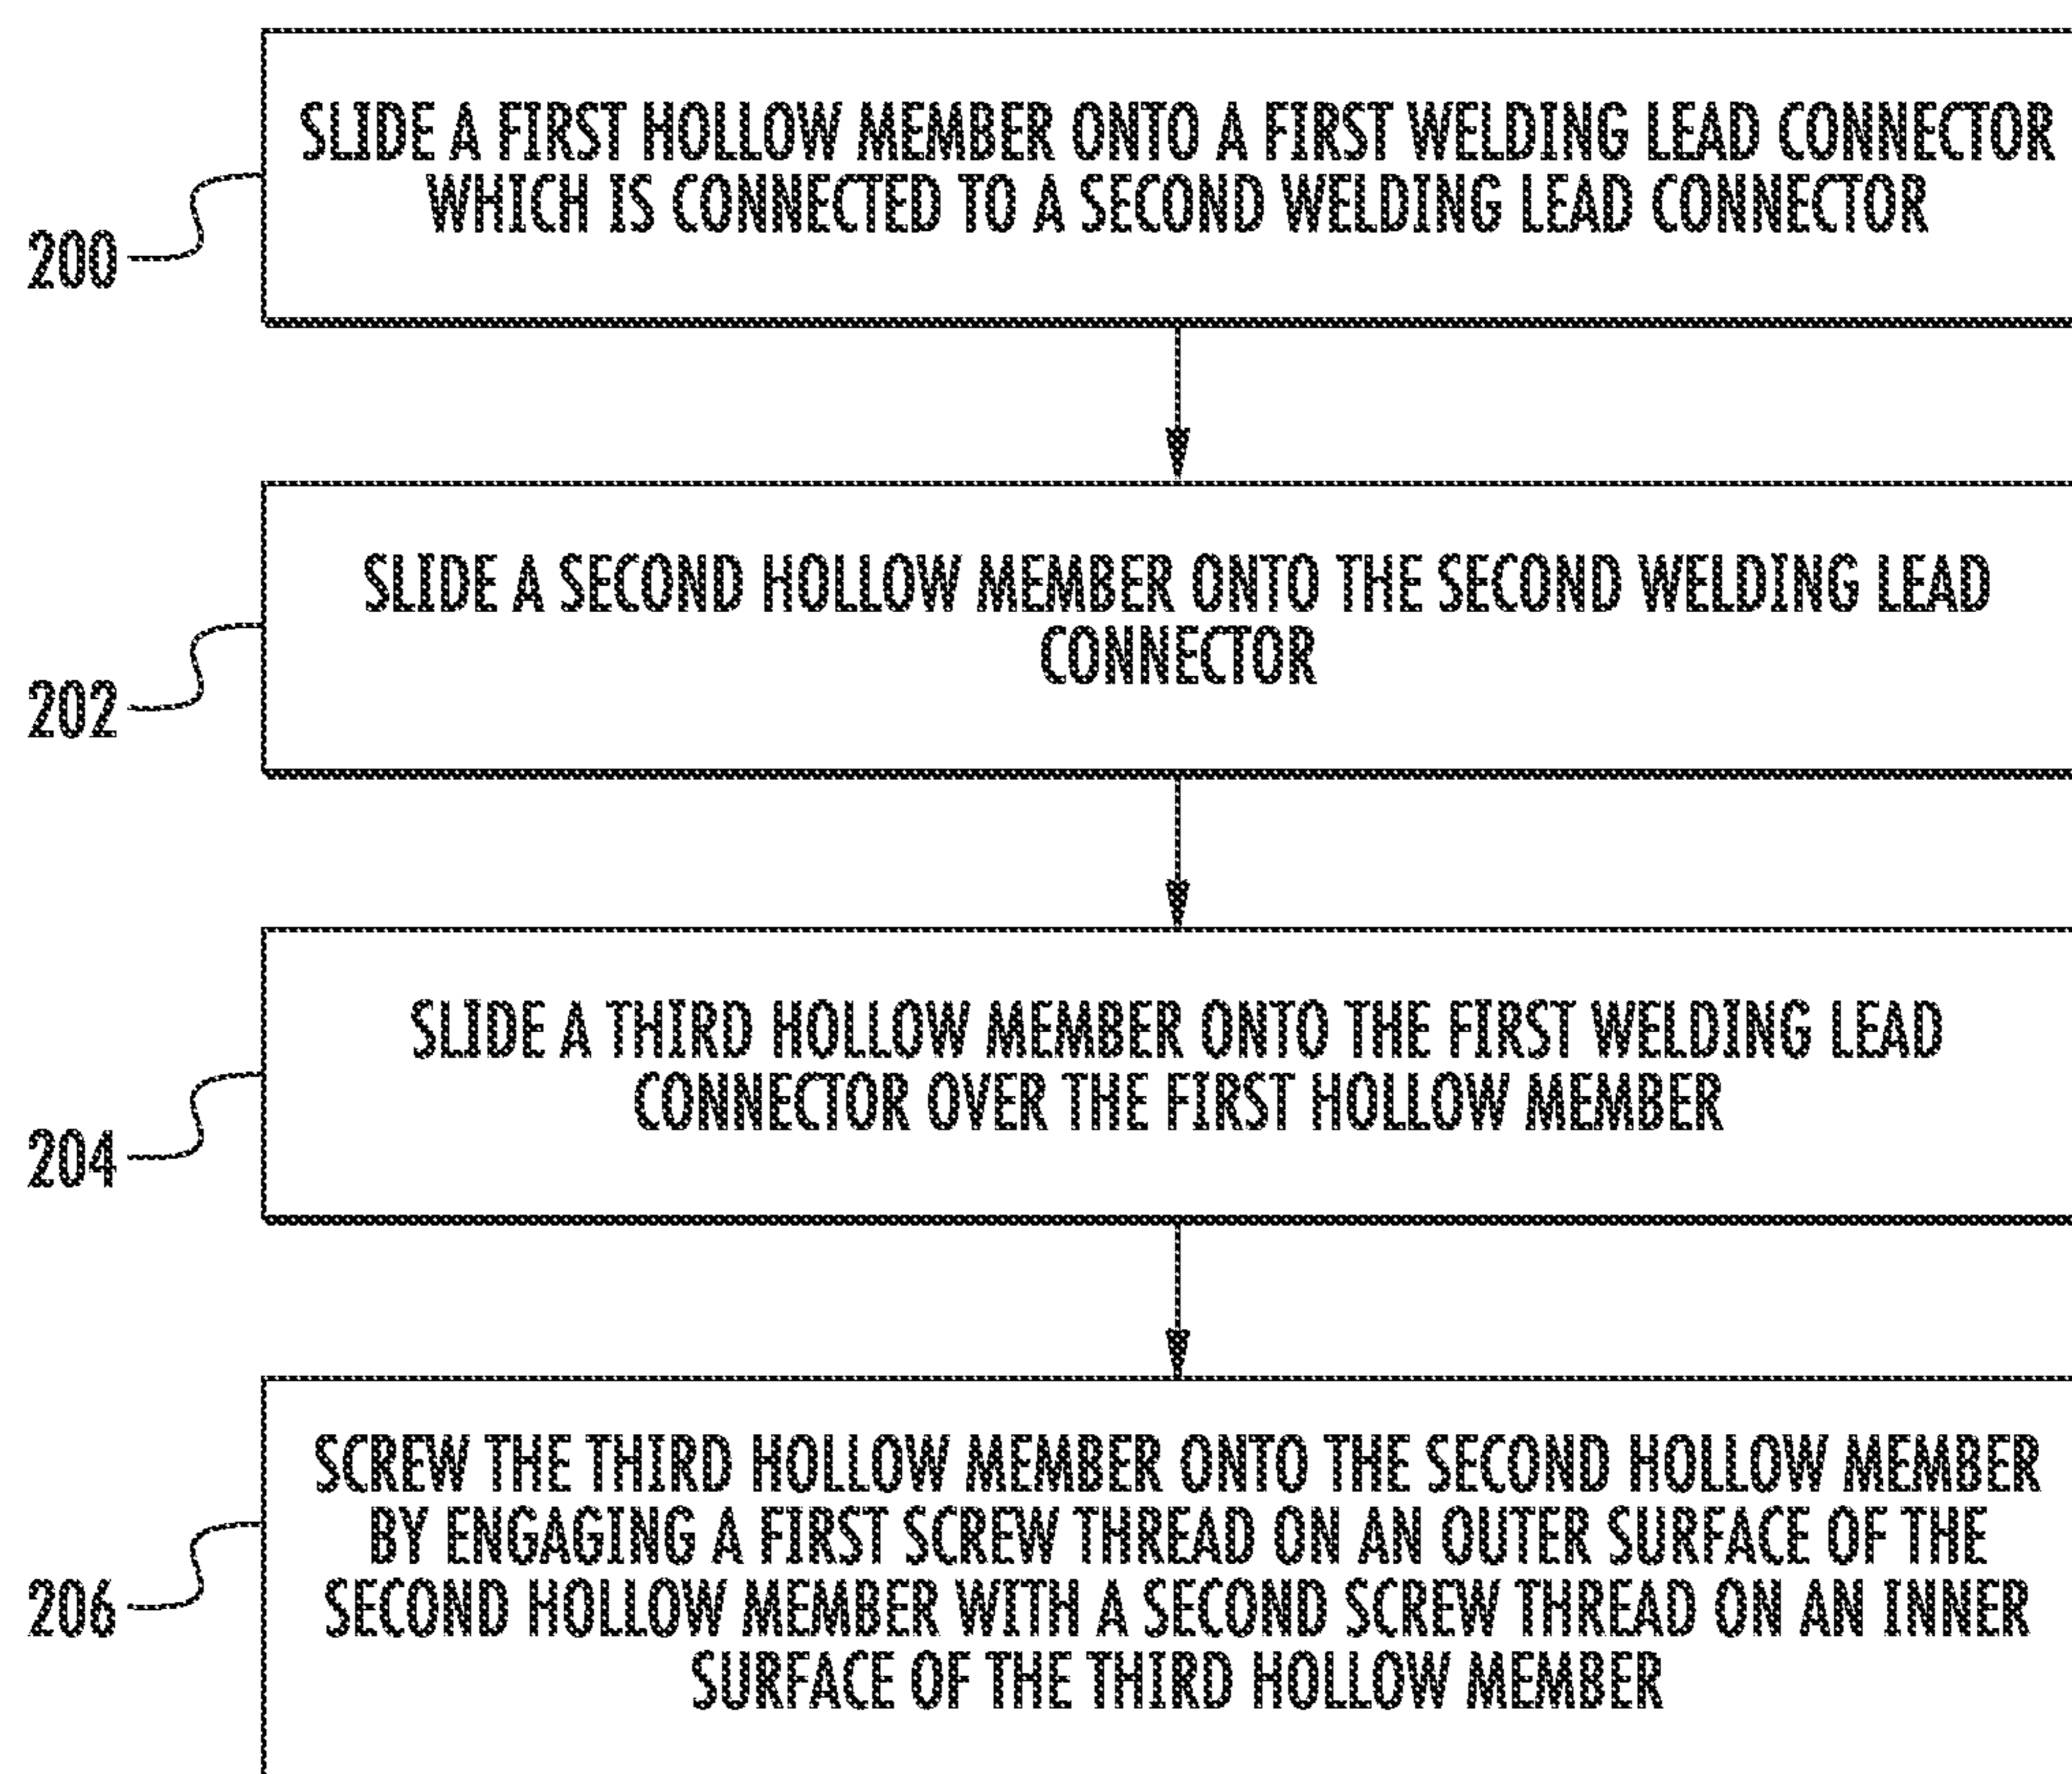 SLIDE A FIRST HOLLOW MEMBER ONTO A FIRST WELDING LEAD CONNECTOR
WHICH IS CONNECTED TO A SECOND WELDING LEAD CONNECTOR
200
SLIDE A SECOND HOLLOW MEMBER ONTO THE SECOND WELDING LEAD
CONNECTOR
202
SLIDE A THIRD HOLLOW MEMBER ONTO THE FIRST WELDING LEAD
CONNECTOR OVER THE FIRST HOLLOW MEMBER
204
SCREW THE THIRD HOLLOW MEMBER ONTO THE SECOND HOLLOW MEMBER
BY ENGAGING A FIRST SCREW THREAD ON AN OUTER SURFACE OF THE
SECOND HOLLOW MEMBER WITH A SECOND SCREW THREAD ON AN INNER
SURFACE OF THE THIRD HOLLOW MEMBER
206